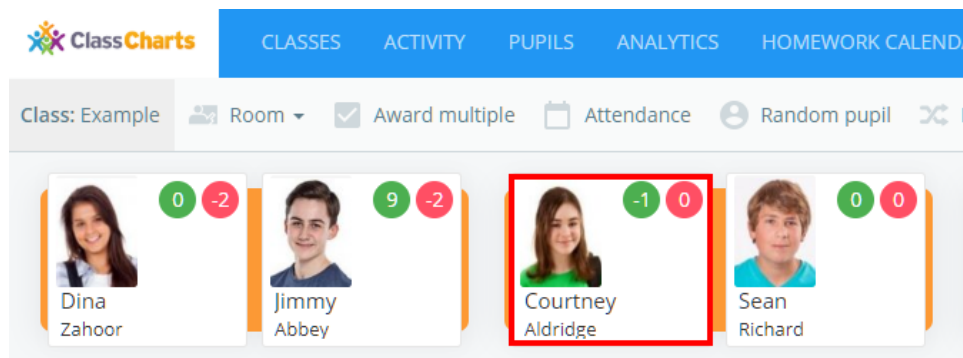 ClassCharts
CLASSES ACTIVITY PUPILS ANALYTICS HOMEWORK
Class: Example Room Award multiple Attendance Random pupil
0 -2 9 -2 -1 0 0 0
Dina Jimmy Courtney Sean
Zahoor Abbey Aldridge Richard